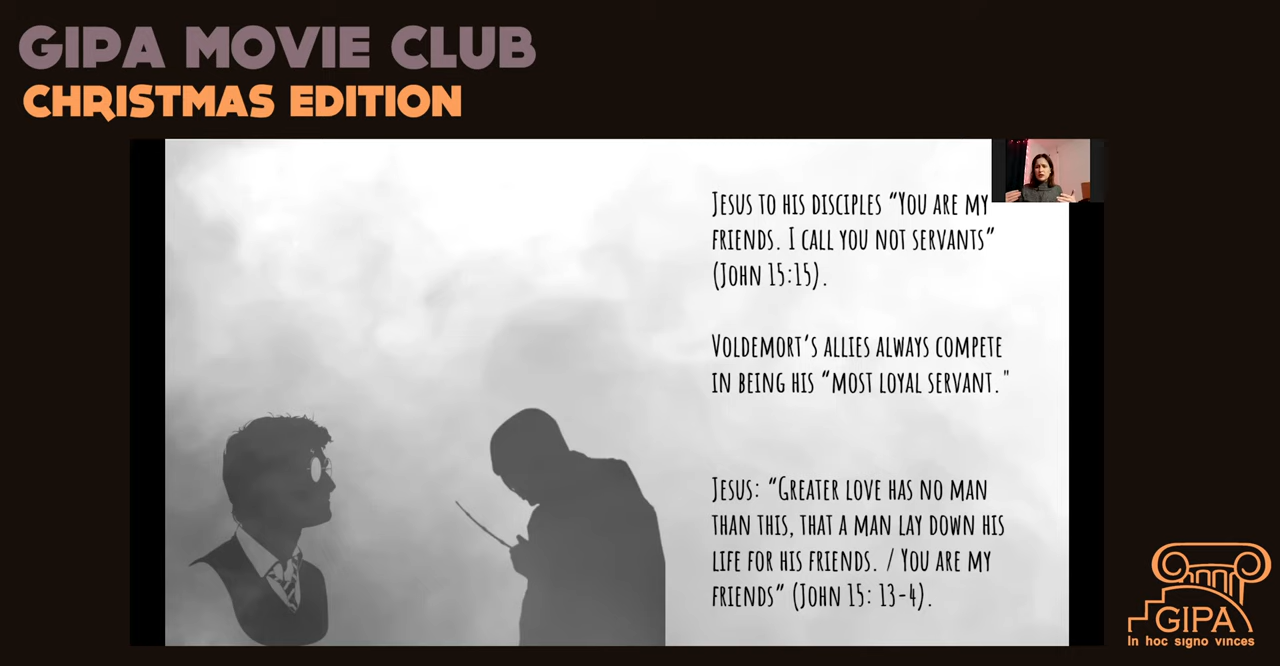 GIPA MOVIE CLUB
CHRISTMAS EDITION
JESUS TO HIS DISCIPLES “YOU ARE MY
FRIENDS. I CALL YOU NOT SERVANTS”
(JOHN 15:15).
VOLDEMORT’S ALLIES ALWAYS COMPETE
IN BEING HIS “MOST LOYAL SERVANT."
JESUS: “GREATER LOVE HAS NO MAN
THAN THIS, THAT A MAN LAY DOWN HIS
LIFE FOR HIS FRIENDS. / YOU ARE MY
FRIENDS” (JOHN 15: 13-4).
GIPA
In hoc signo vinces